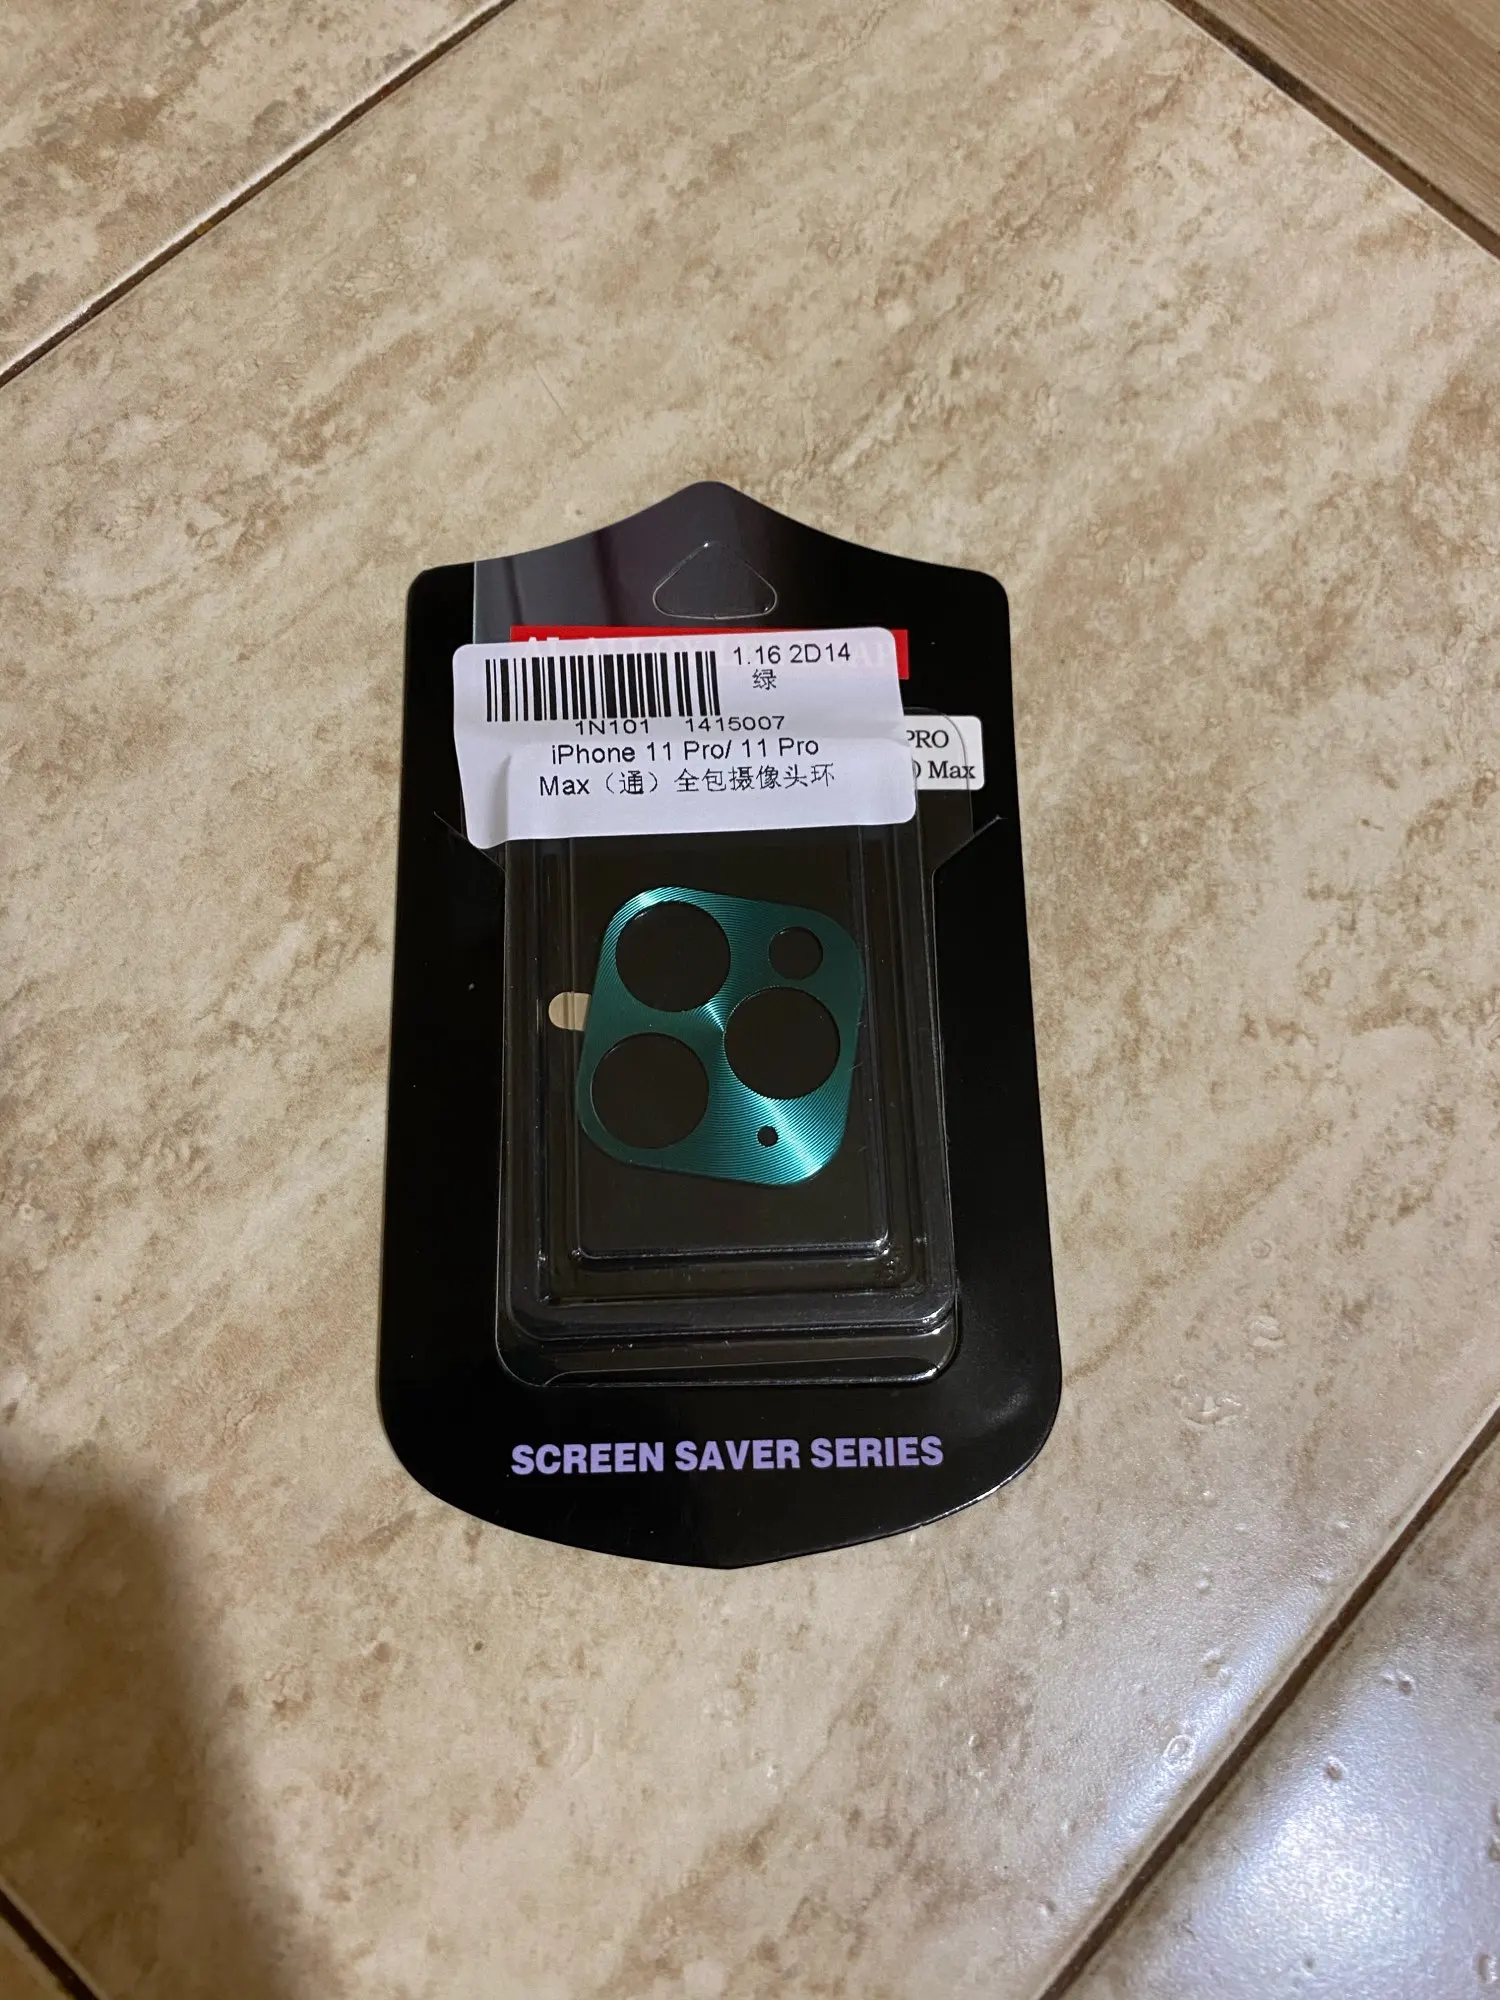 1.16 2D14
绿
1N101 1415007
iPhone 11 Pro/ 11 Pro
Max（通）全包摄像头环
PRO
Max
SCREEN SAVER SERIES